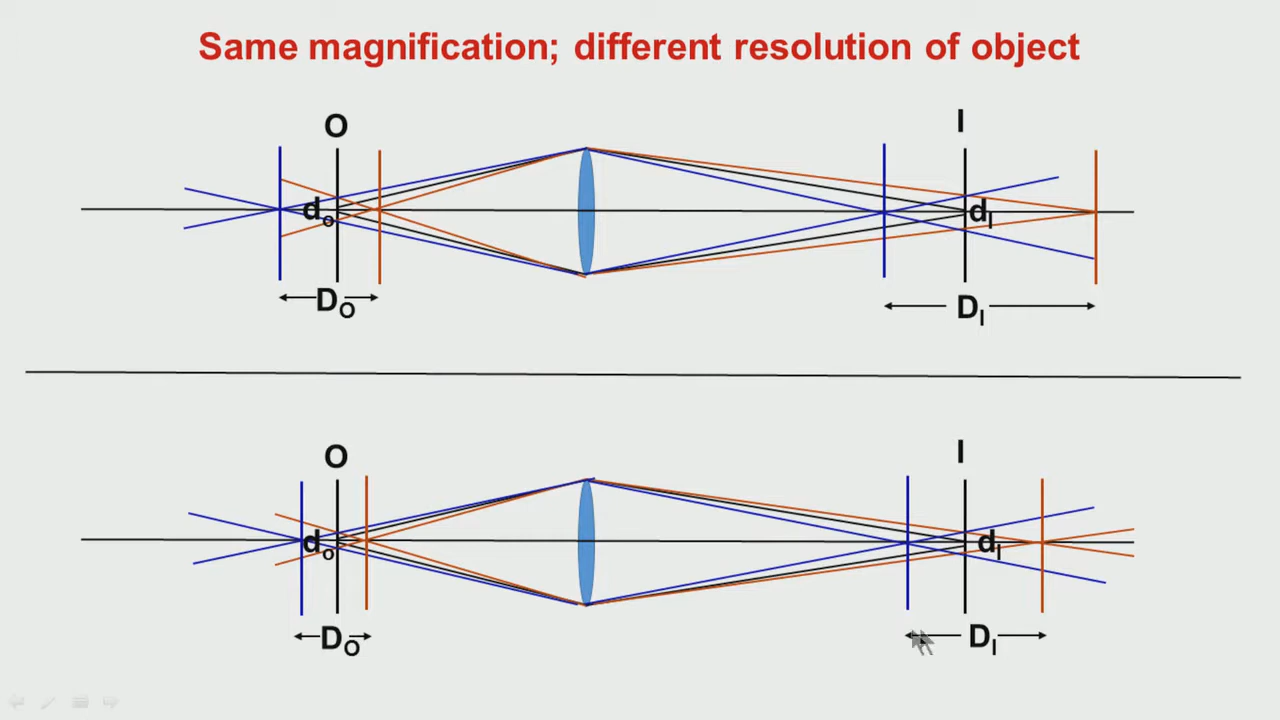 Same magnification; different resolution of object
O
I
do
dI
DO
DI
O
I
do
dI
DO
DI